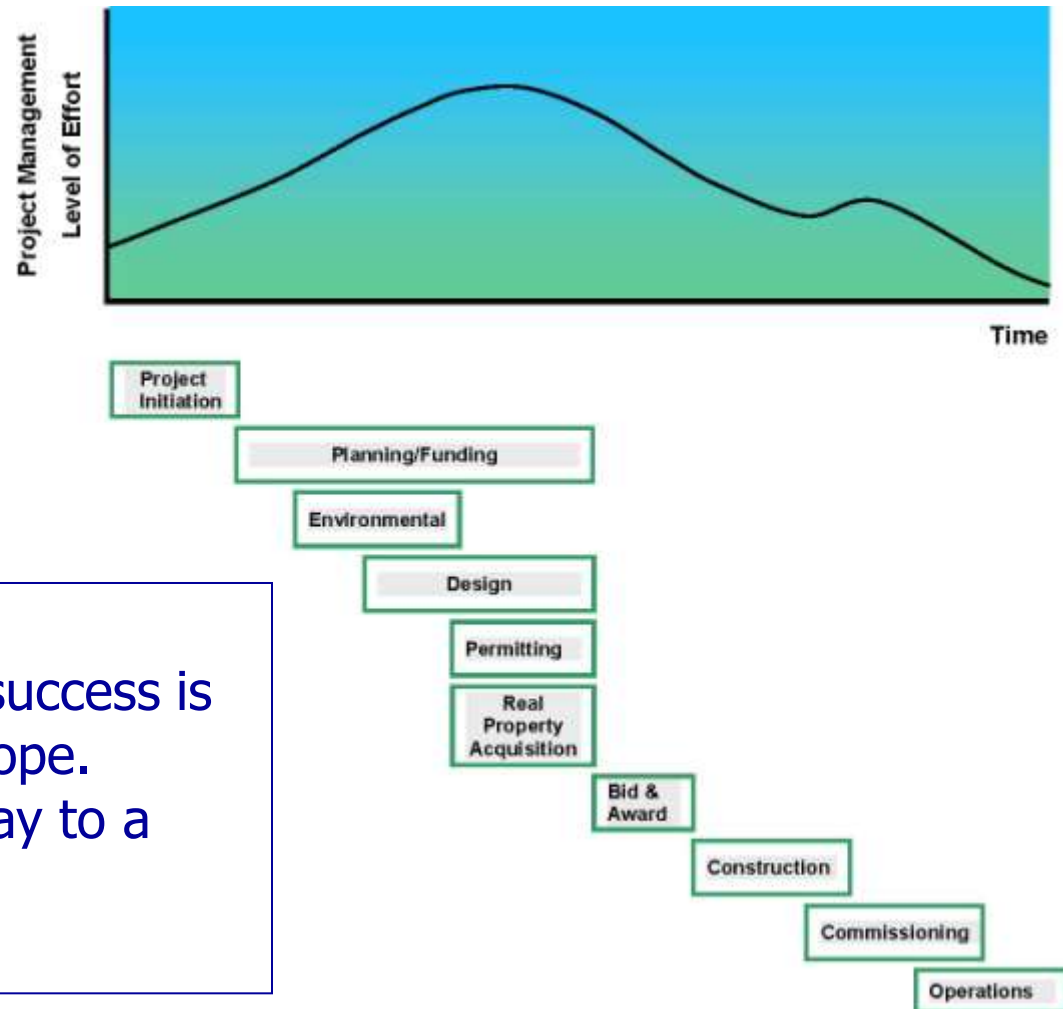 Project Management
Level of Effort
Time
Project
Initiation
Planning/Funding
Environmental
Design
Permitting
Real
Property
Acquisition
Bid &
Award
Construction
Commissioning
Operations
success is
ope.
ay to a